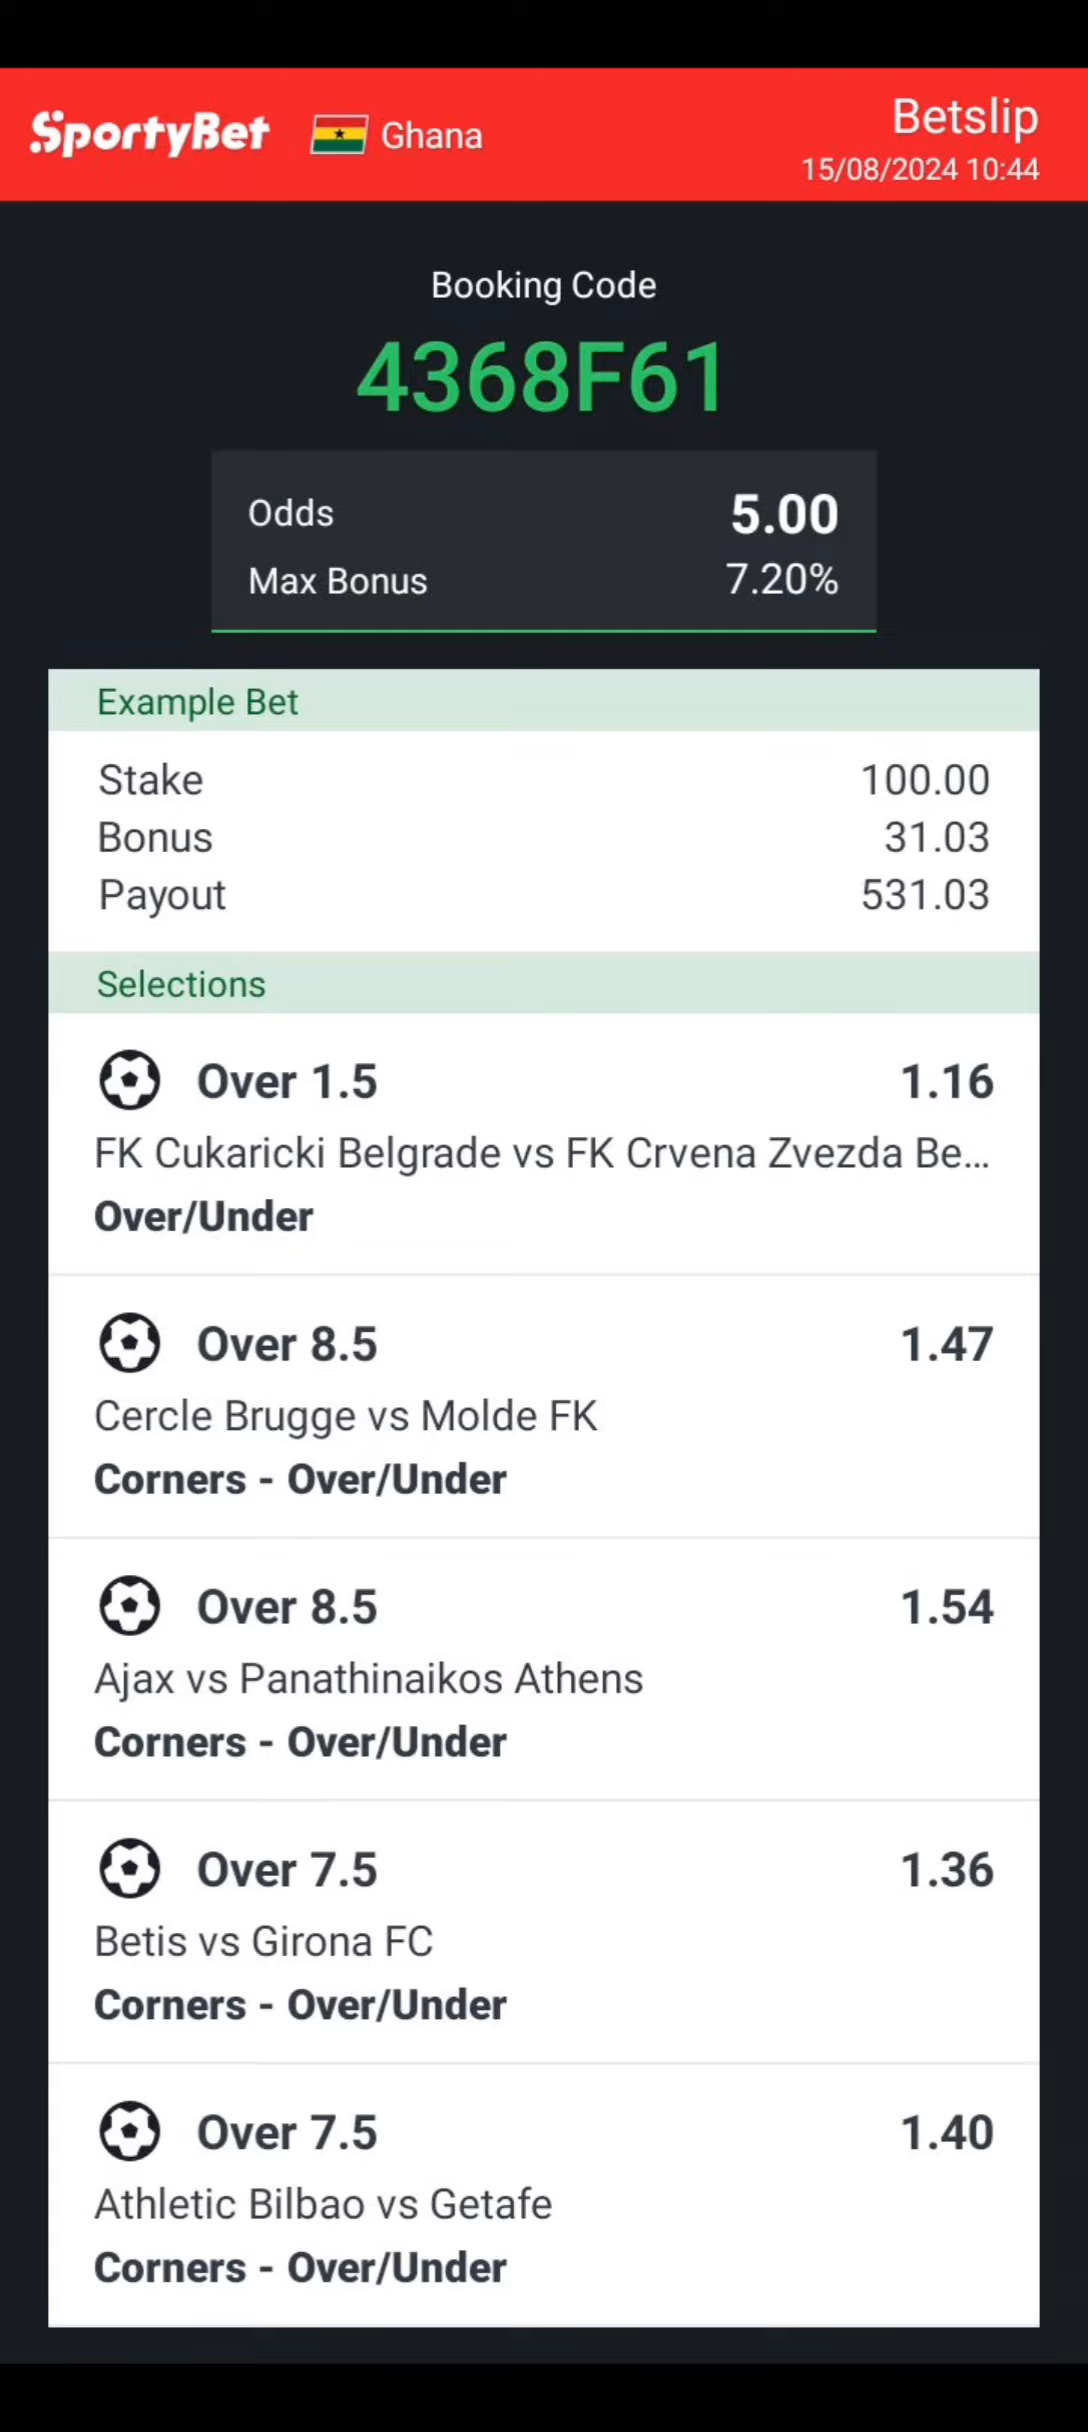 SportyBet Ghana Betslip
15/08/2024 10:44
Booking Code
4368F61
Odds 5.00
Max Bonus 7.20%
Example Bet
Stake 100.00
Bonus 31.03
Payout 531.03
Selections
Over 1.5 1.16
FK Cukaricki Belgrade vs FK Crvena Zvezda Be...
Over/Under
Over 8.5 1.47
Cercle Brugge vs Molde FK
Corners - Over/Under
Over 8.5 1.54
Ajax vs Panathinaikos Athens
Corners - Over/Under
Over 7.5 1.36
Betis vs Girona FC
Corners - Over/Under
Over 7.5 1.40
Athletic Bilbao vs Getafe
Corners - Over/Under